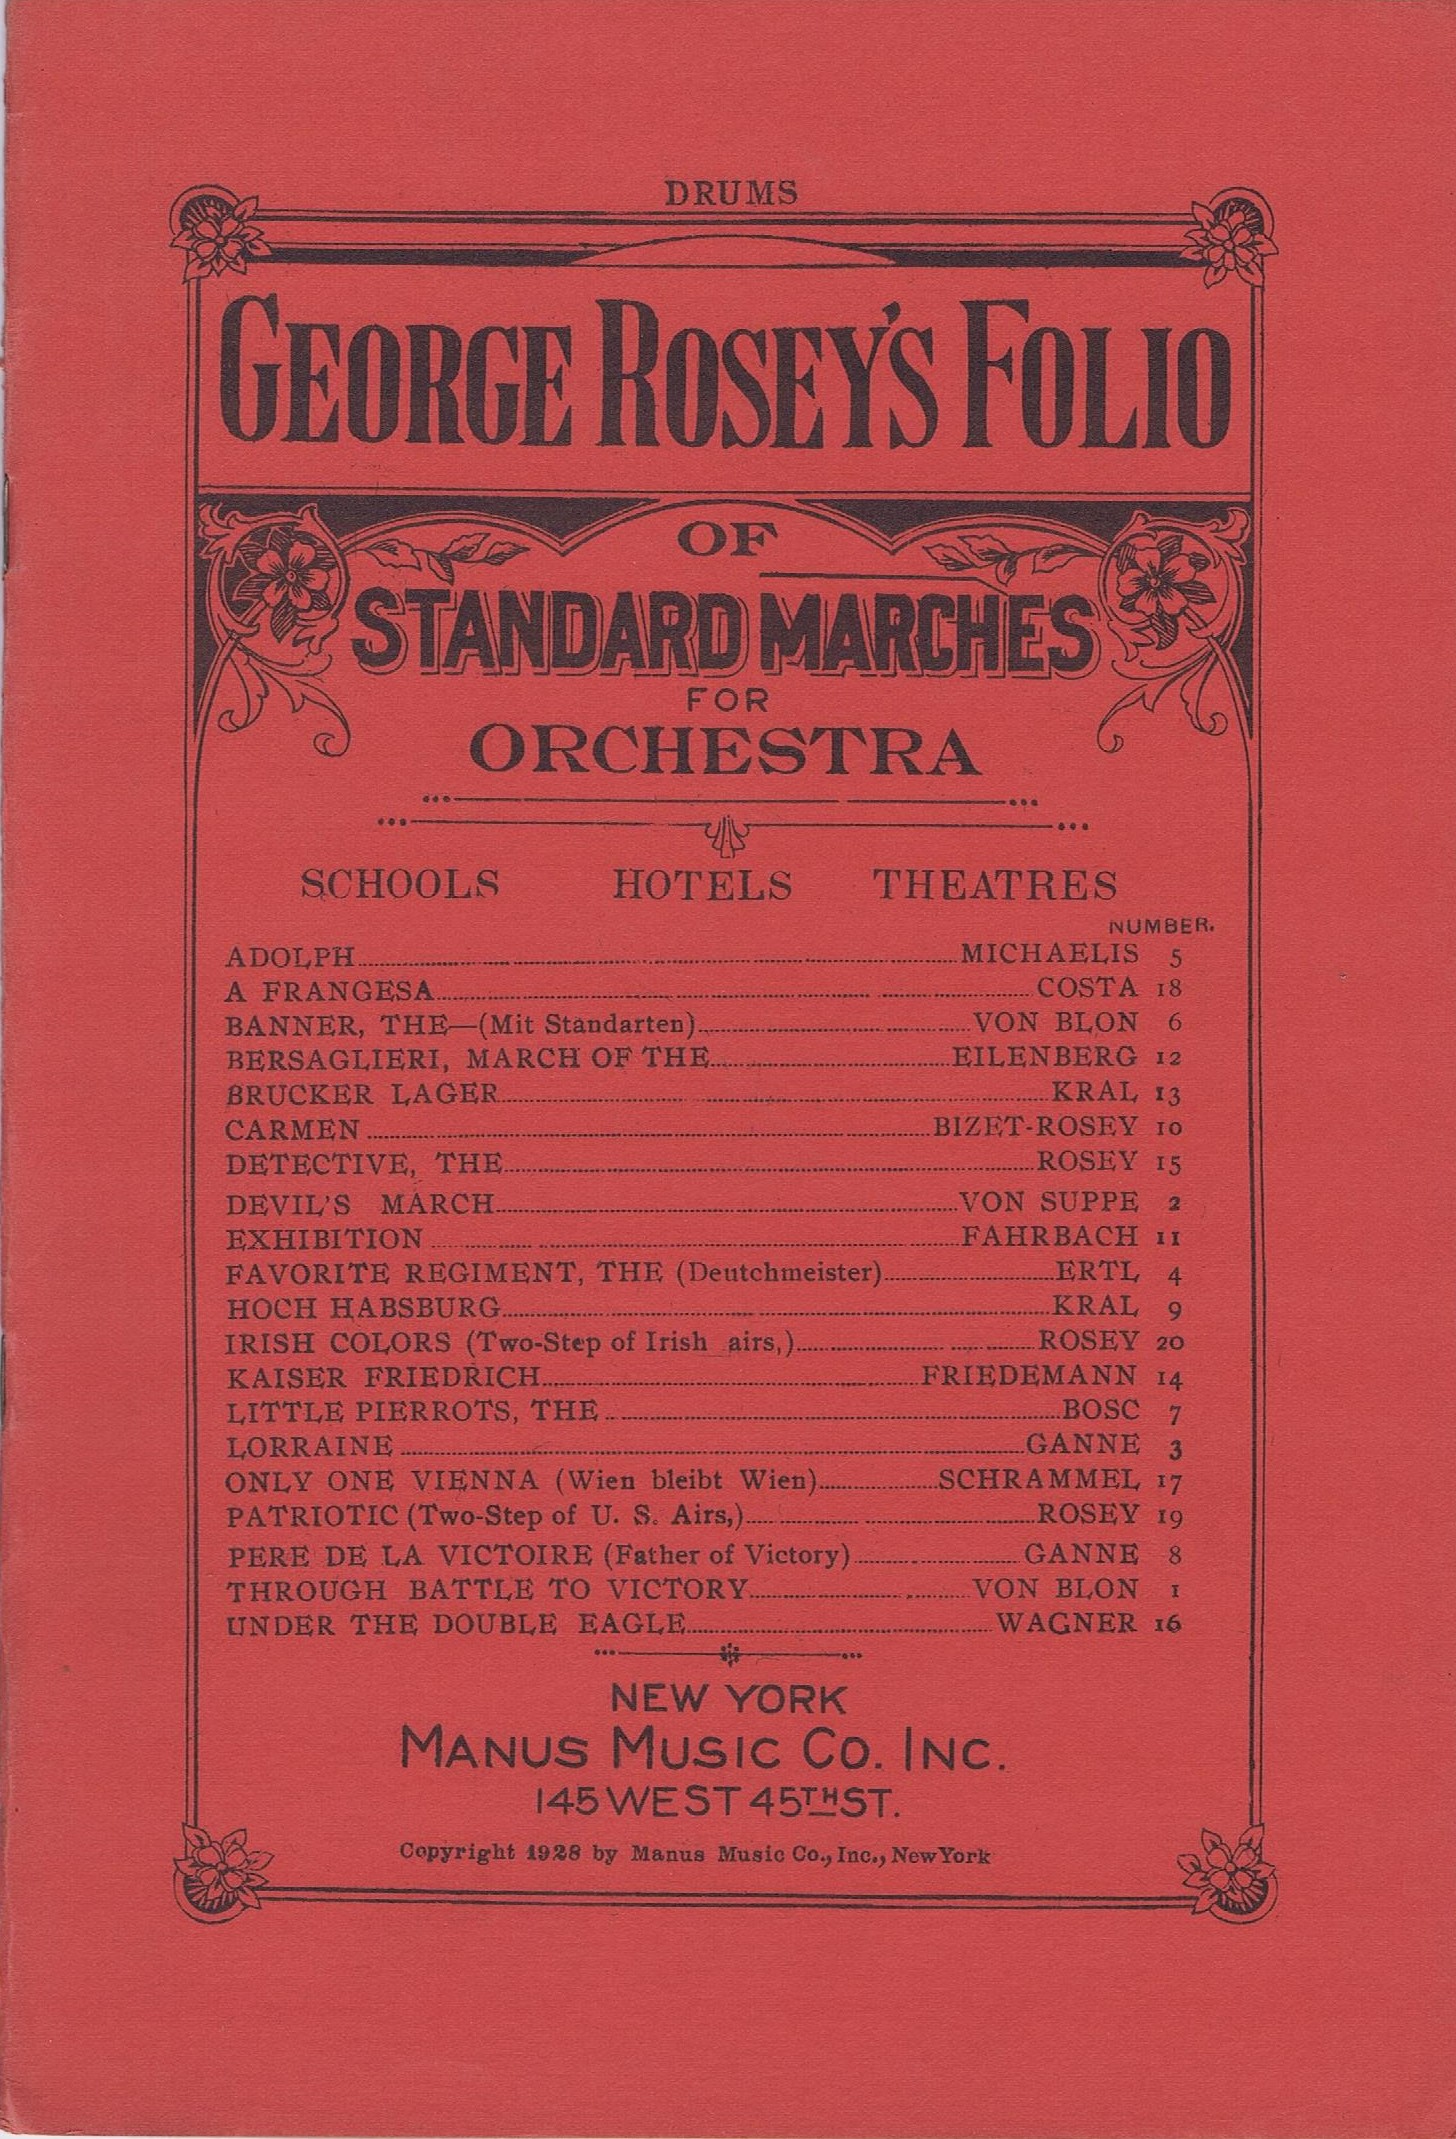 DRUMS
GEORGE ROSEY'S FOLIO
OF
STANDARD MARCHES
FOR
ORCHESTRA
SCHOOLS HOTELS THEATRES
NUMBER.
ADOLPH MICHAELIS 5
A FRANGESA COSTA 18
BANNER, THE—(Mit Standarten) VON BLON 6
BERSAGLIERI, MARCH OF THE EILENBERG 12
BRUCKER LAGER KRAL 13
CARMEN BIZET-ROSEY 10
DETECTIVE, THE ROSEY 15
DEVIL'S MARCH VON SUPPE 2
EXHIBITION FAHRBACH 11
FAVORITE REGIMENT, THE (Deutchmeister) ERTL 4
HOCH HABSBURG KRAL 9
IRISH COLORS (Two-Step of Irish airs,) ROSEY 20
KAISER FRIEDRICH FRIEDEMANN 14
LITTLE PIERROTS, THE BOSC 7
LORRAINE GANNE 3
ONLY ONE VIENNA (Wien bleibt Wien) SCHRAMMEL 17
PATRIOTIC (Two-Step of U. S. Airs,) ROSEY 19
PERE DE LA VICTOIRE (Father of Victory) GANNE 8
THROUGH BATTLE TO VICTORY VON BLON 1
UNDER THE DOUBLE EAGLE WAGNER 16
NEW YORK
MANUS MUSIC CO. INC.
145 WEST 45TH ST.
Copyright 1928 by Manus Music Co., Inc., New York